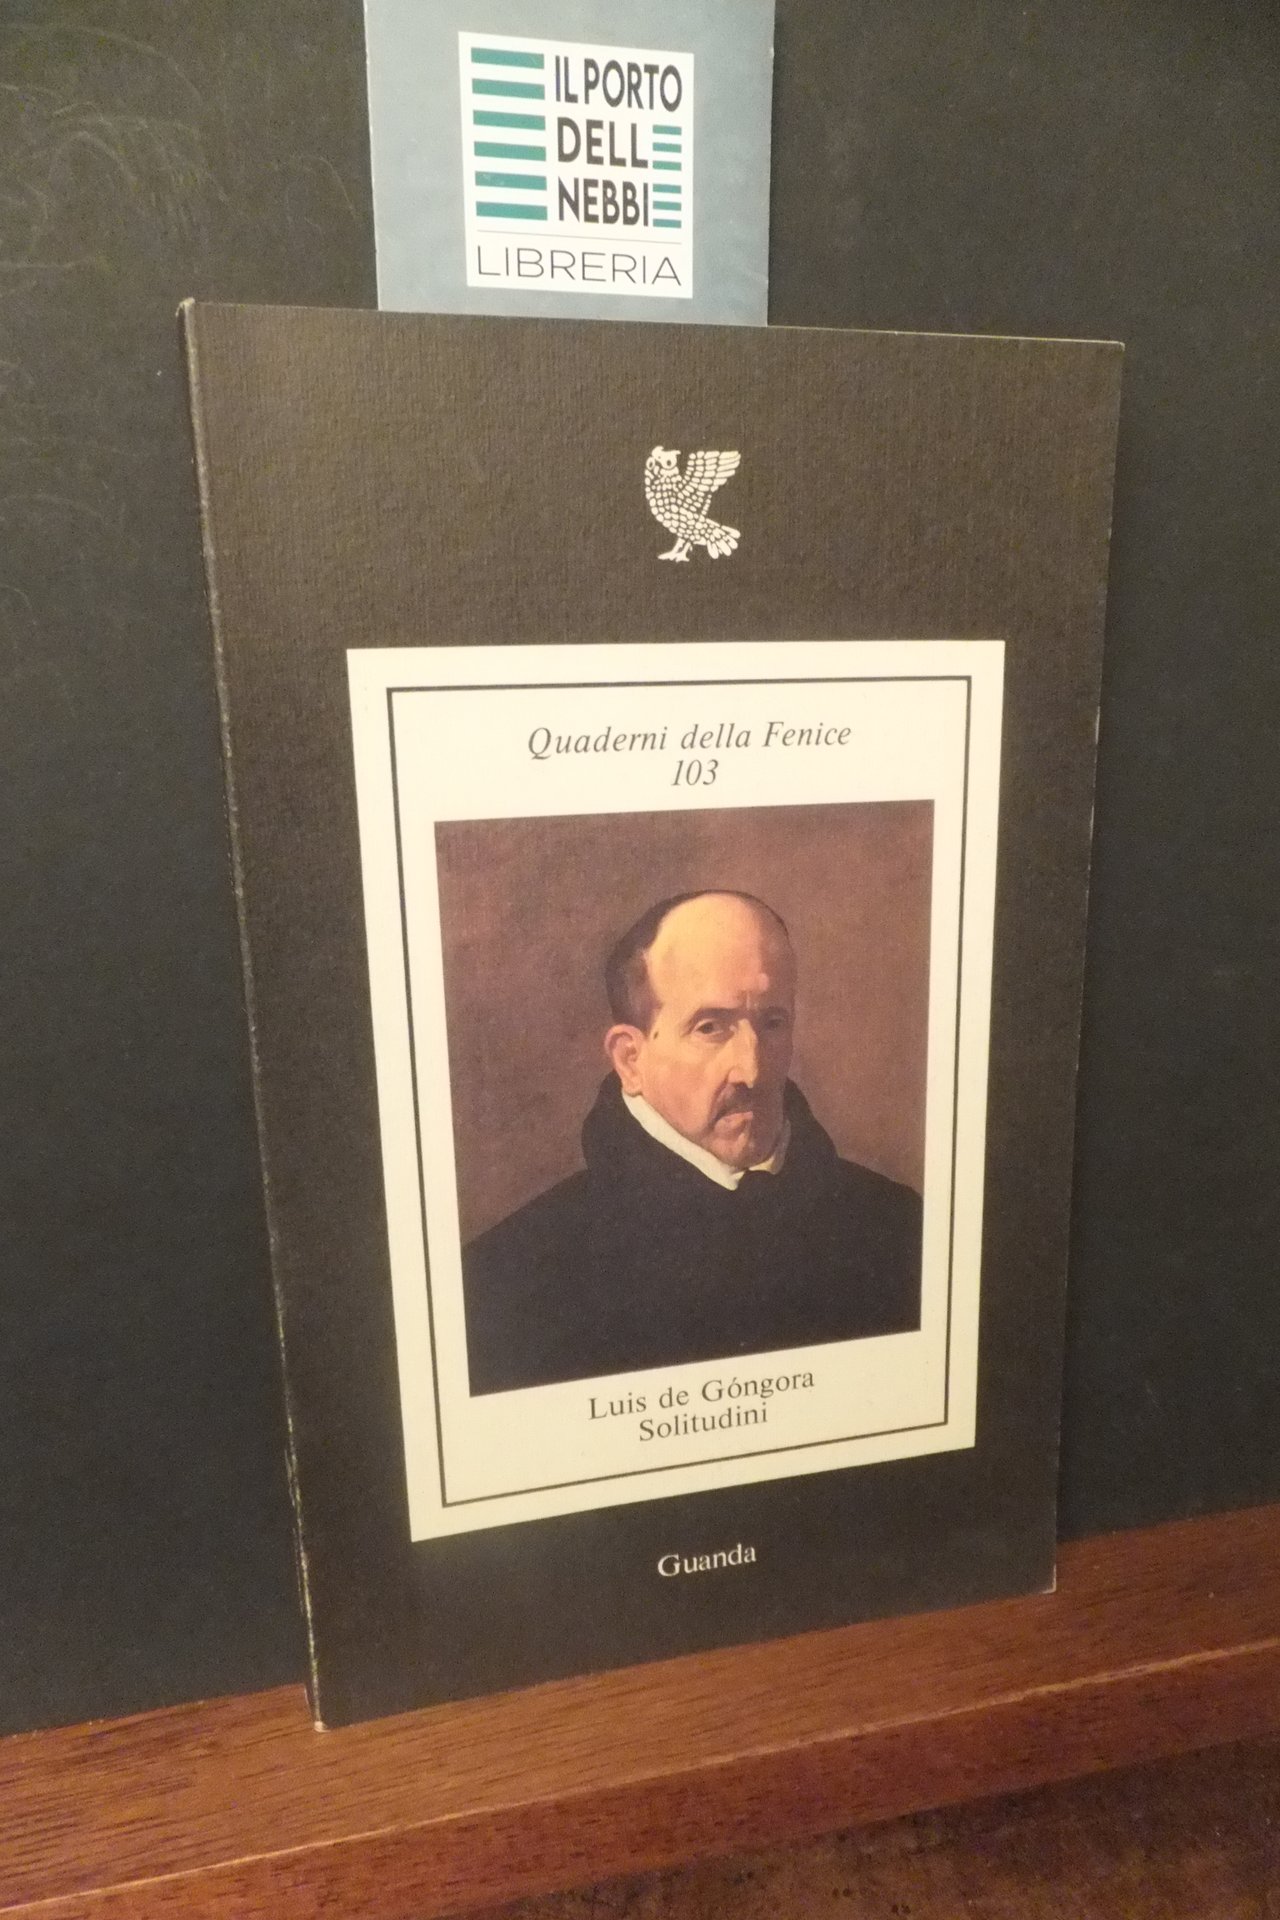 IL PORTO
DELLE
NEBBIE
LIBRERIA
Quaderni della Fenice
103
Luis de Góngora
Solitudini
Guanda